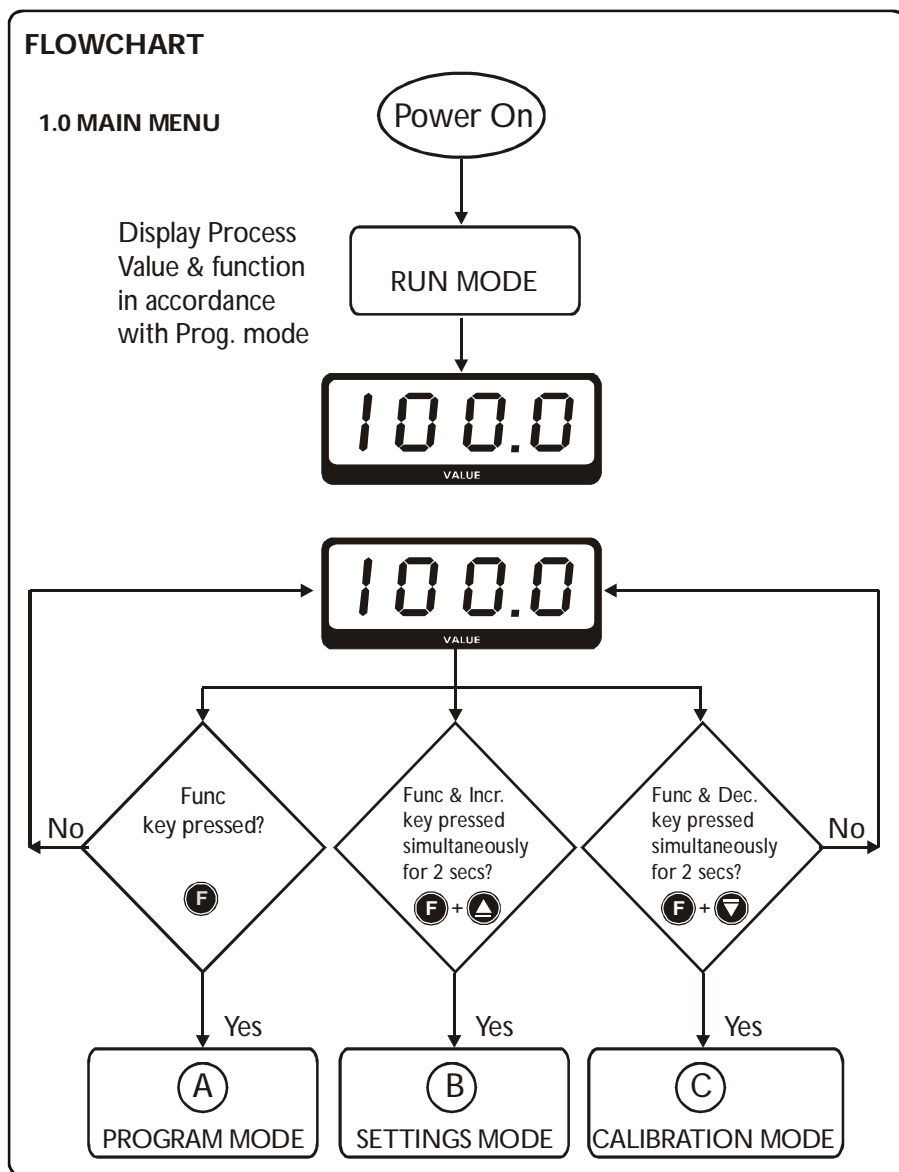 FLOWCHART
1.0 MAIN MENU
Power On
Display Process
Value & function
in accordance
with Prog. mode
RUN MODE
100.0
VALUE
100.0
VALUE
No
Func
key pressed?
F
Func & Incr.
key pressed
simultaneously
for 2 secs?
F +
Func & Dec.
key pressed
simultaneously
for 2 secs?
F +
No
Yes
Yes
Yes
A
PROGRAM MODE
B
SETTINGS MODE
C
CALIBRATION MODE